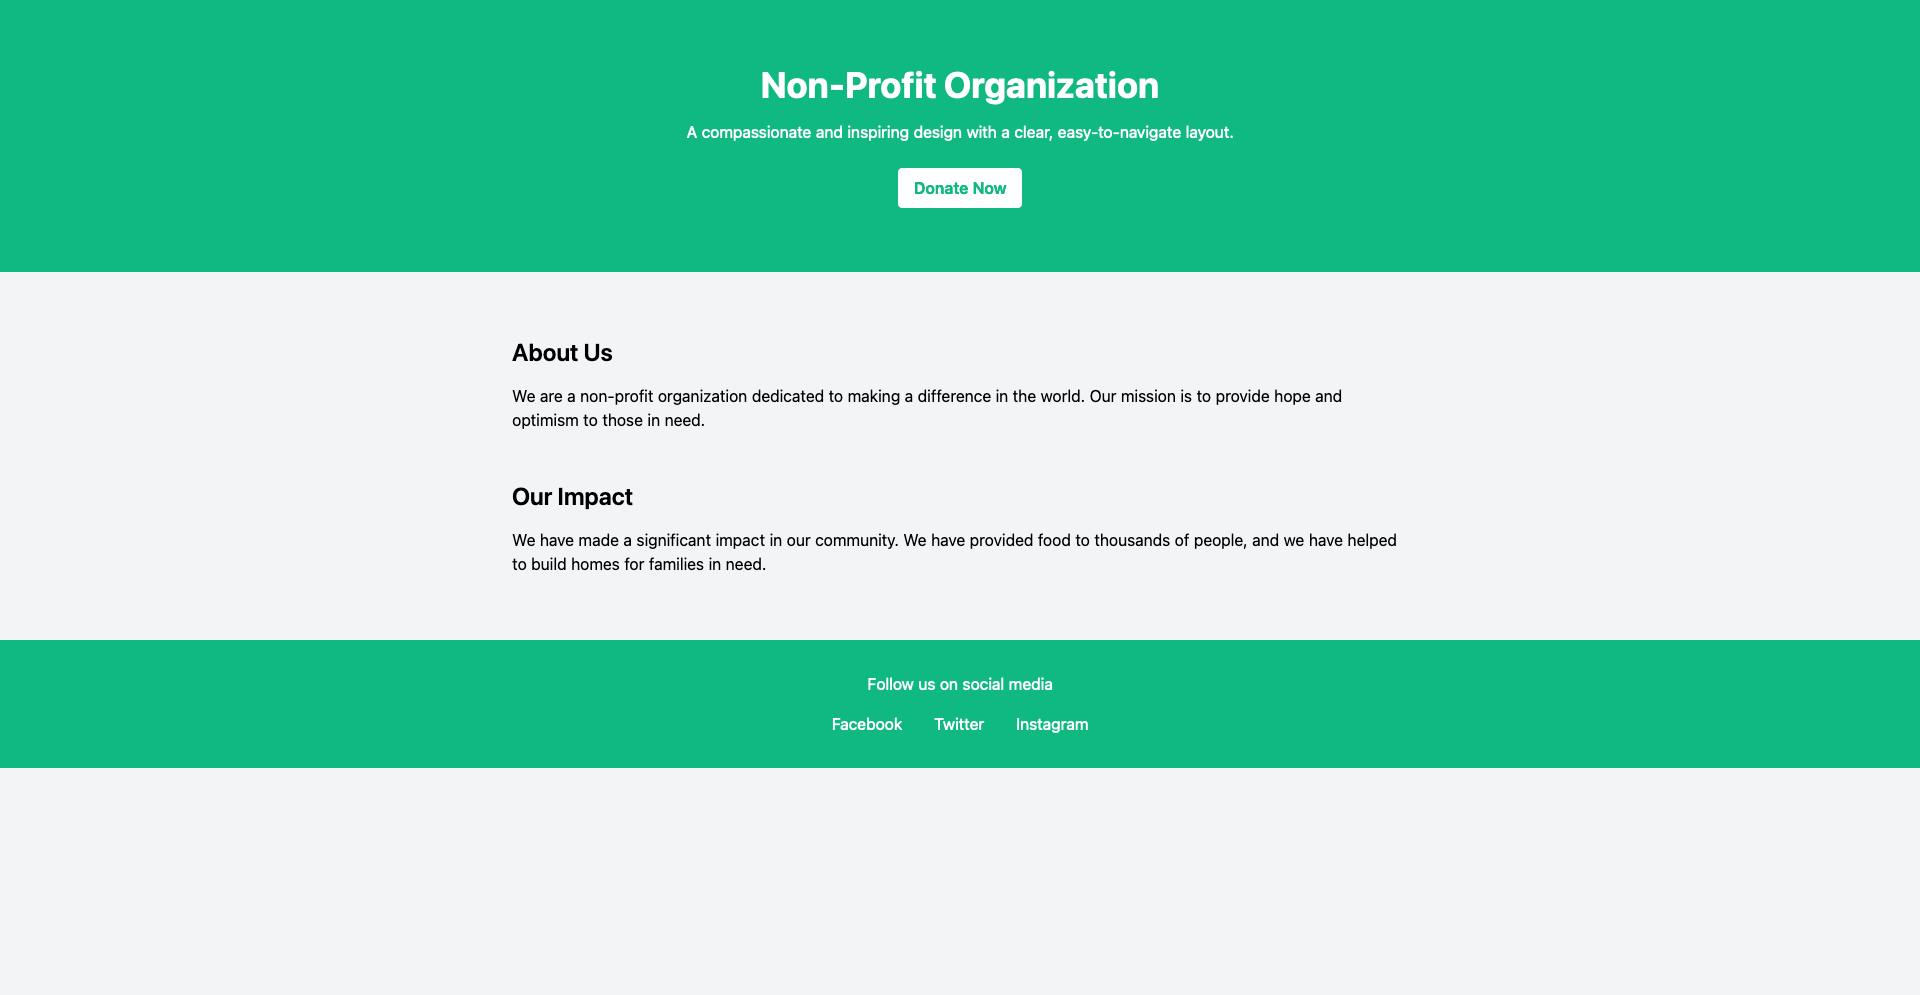 Non-Profit Organization
A compassionate and inspiring design with a clear, easy-to-navigate layout.
Donate Now
About Us
We are a non-profit organization dedicated to making a difference in the world. Our mission is to provide hope and
optimism to those in need.
Our Impact
We have made a significant impact in our community. We have provided food to thousands of people, and we have helped
to build homes for families in need.
Follow us on social media
Facebook Twitter Instagram